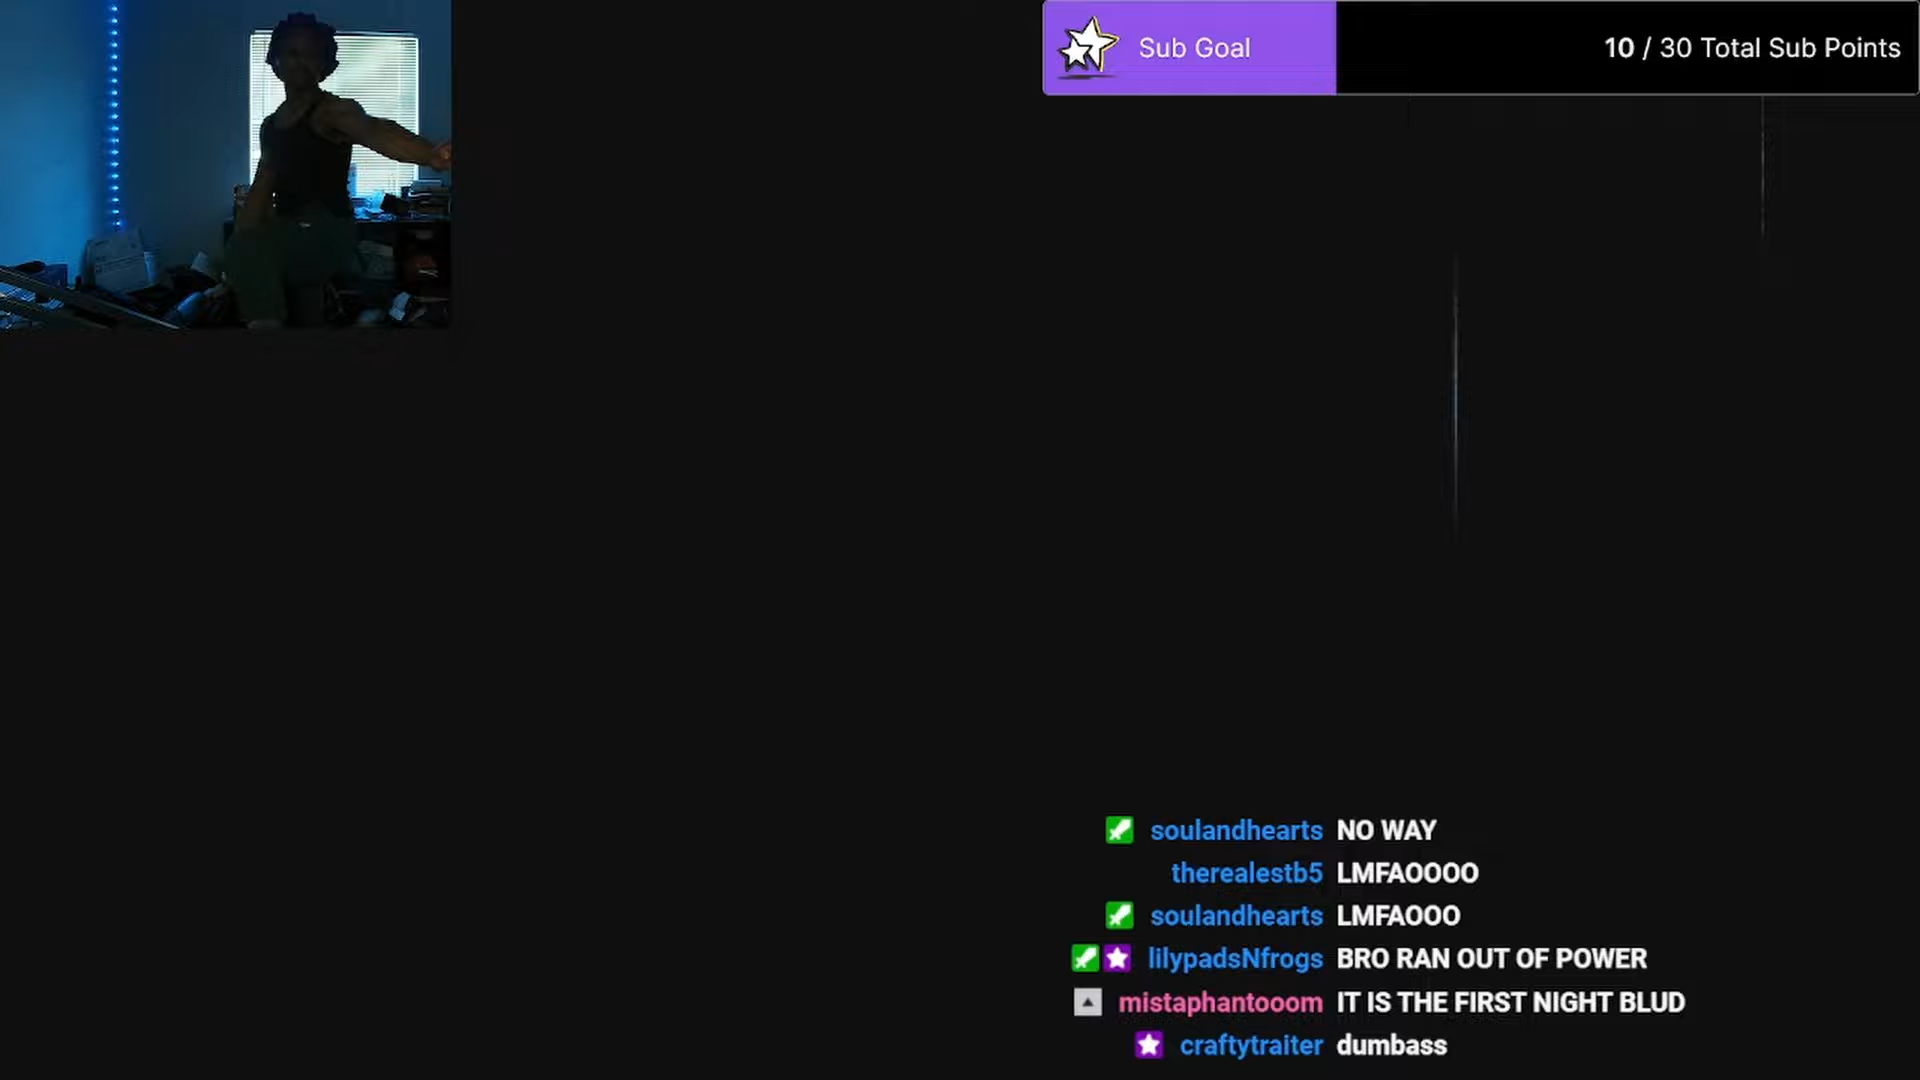 Sub Goal
10 / 30 Total Sub Points
soulandhearts NO WAY
therealestb5 LMFAOOOO
soulandhearts LMFAOOO
lilypadsNfrogs BRO RAN OUT OF POWER
mistaphantooom IT IS THE FIRST NIGHT BLUD
craftytraiter dumbass